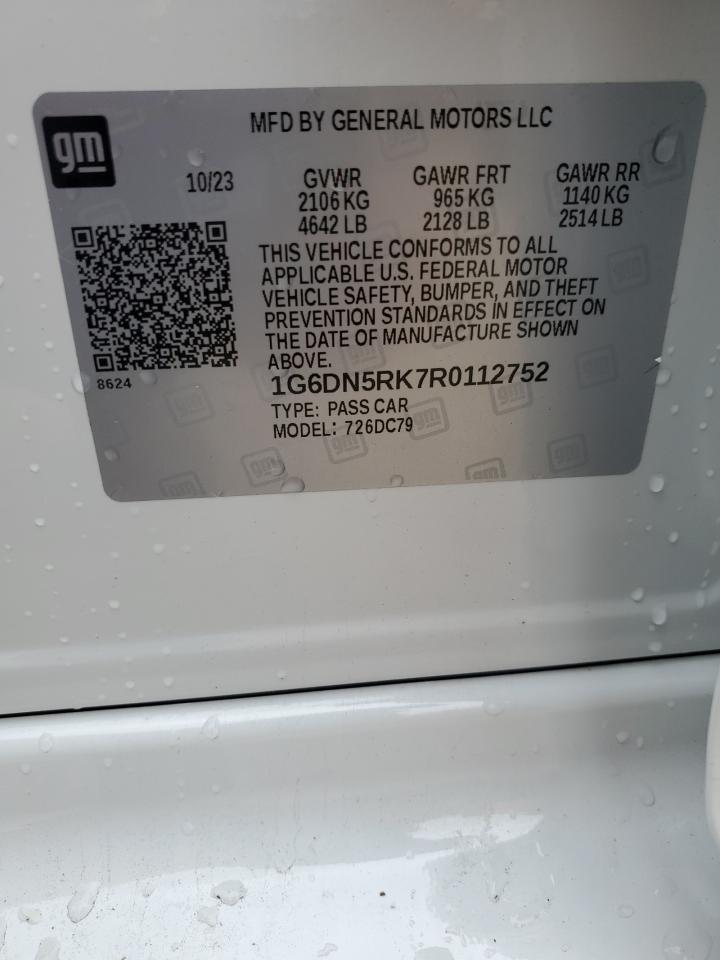 MFD BY GENERAL MOTORS LLC
gm
10/23
GVWR GAWR FRT GAWR RR
2106 KG 965 KG 1140 KG
4642 LB 2128 LB 2514 LB
THIS VEHICLE CONFORMS TO ALL
APPLICABLE U.S. FEDERAL MOTOR
VEHICLE SAFETY, BUMPER, AND THEFT
PREVENTION STANDARDS IN EFFECT ON
THE DATE OF MANUFACTURE SHOWN
ABOVE.
8624
1G6DN5RK7R0112752
TYPE: PASS CAR
MODEL: 726DC79